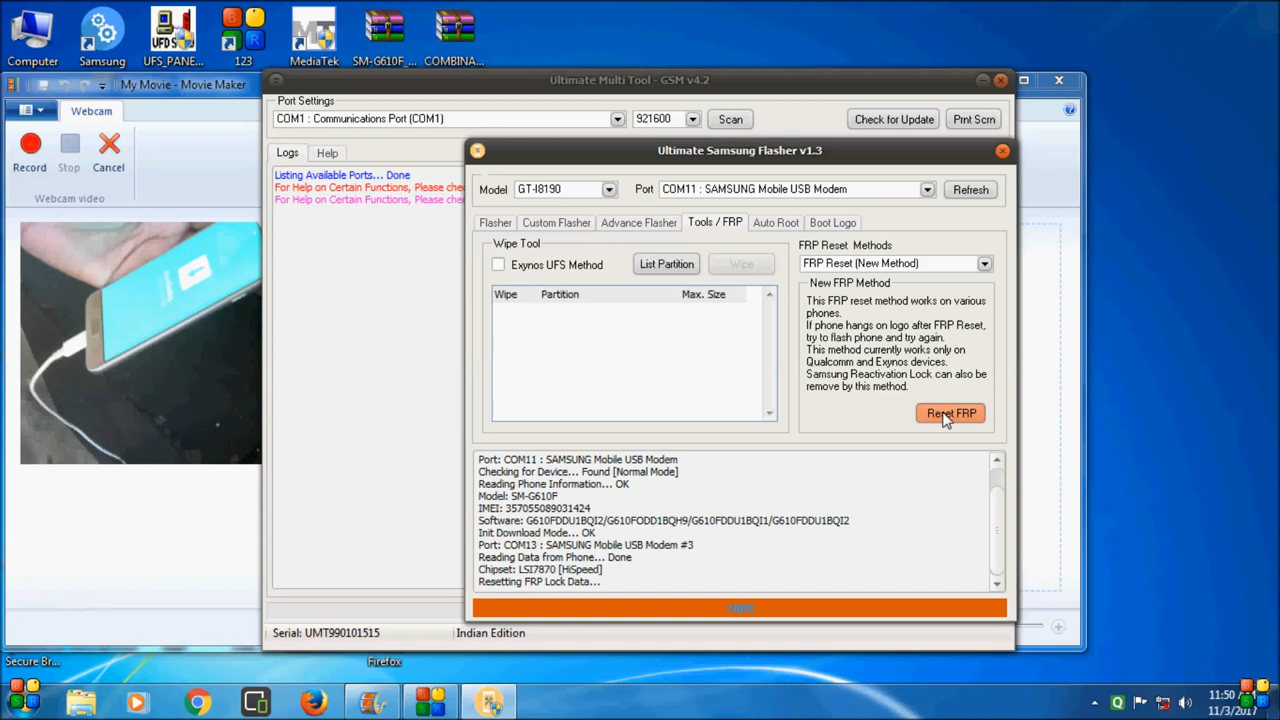 Computer
Samsung
UFS_PANE...
123
MediaTek
SM-G610F_...
COMBINA...
My Movie - Movie Maker
Webcam
Record
Stop
Cancel
Webcam video
Ultimate Multi Tool - GSM v4.2
Port Settings
COM1 : Communications Port (COM1)
921600
Scan
Check for Update
Prnt Scrn
Logs
Help
Listing Available Ports... Done
For Help on Certain Functions, Please che
For Help on Certain Functions, Please che
Ultimate Samsung Flasher v1.3
Model
GT-I8190
Port
COM11 : SAMSUNG Mobile USB Modem
Refresh
Flasher
Custom Flasher
Advance Flasher
Tools / FRP
Auto Root
Boot Logo
Wipe Tool
Exynos UFS Method
List Partition
Wipe
Wipe
Partition
Max. Size
FRP Reset Methods
FRP Reset (New Method)
New FRP Method
This FRP reset method works on various
phones.
If phone hangs on logo after FRP Reset,
try to flash phone and try again.
This method currently works only on
Qualcomm and Exynos devices.
Samsung Reactivation Lock can also be
remove by this method.
Reset FRP
Port: COM11 : SAMSUNG Mobile USB Modem
Checking for Device... Found [Normal Mode]
Reading Phone Information... OK
Model: SM-G610F
IMEI: 357055089031424
Software: G610FDDU1BQI2/G610FODD1BQH9/G610FDDU1BQI1/G610FDDU1BQI2
Init Download Mode... OK
Port: COM13 : SAMSUNG Mobile USB Modem #3
Reading Data from Phone... Done
Chipset: LSI7870 [HiSpeed]
Resetting FRP Lock Data...
Serial: UMT990101515
Indian Edition
Secure Br...
Firefox
11:50
11/3/2017